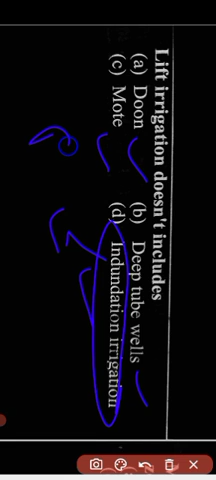 Lift irrigation doesn't includes
(a) Doon (b) Deep tube wells
(c) Mote (d) Indundation irrigation